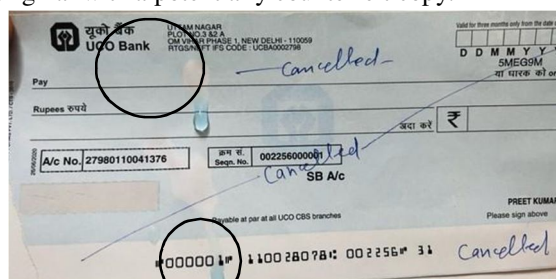 यूको बैंक
UCO Bank
UTTAM NAGAR
PLOT NO.3 &2 A
OM VIHAR PHASE 1, NEW DELHI - 110059
RTGS/NEFT IFS CODE : UCBA0002798
Valid for three months only from the date
D D M M Y Y
5MEG9M
Cancelled
Pay
या धारक को or
Rupees रुपये
अदा करें ₹
A/c No. 27980110041376
क्रम सं.
Seqn. No. 002256000001
Cancelled
SB A/c
PREET KUMAR
Payable at par at all UCO CBS branches
Please sign above
⑈000001⑈ 110028078⑆ 002256⑈ 31
Cancelled